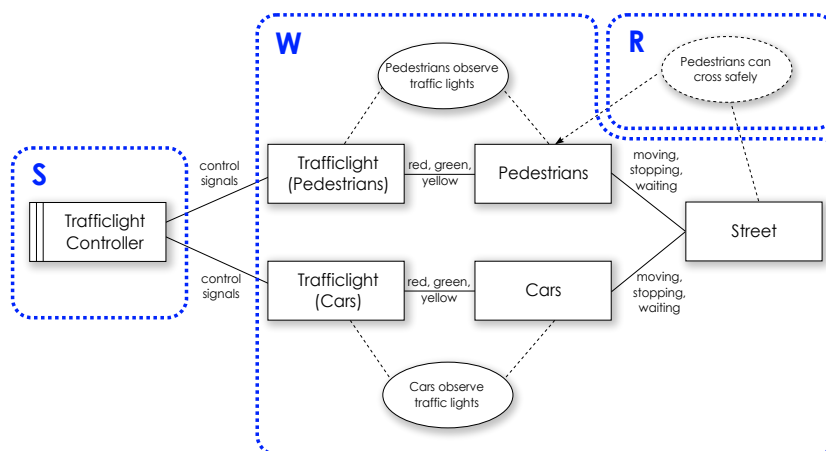 W
R
Pedestrians observe
traffic lights
Pedestrians can
cross safely
S
control
signals
Trafficlight
(Pedestrians)
red, green,
yellow
Pedestrians
moving,
stopping,
waiting
Trafficlight
Controller
Street
control
signals
Trafficlight
(Cars)
red, green,
yellow
Cars
moving,
stopping,
waiting
Cars observe
traffic lights